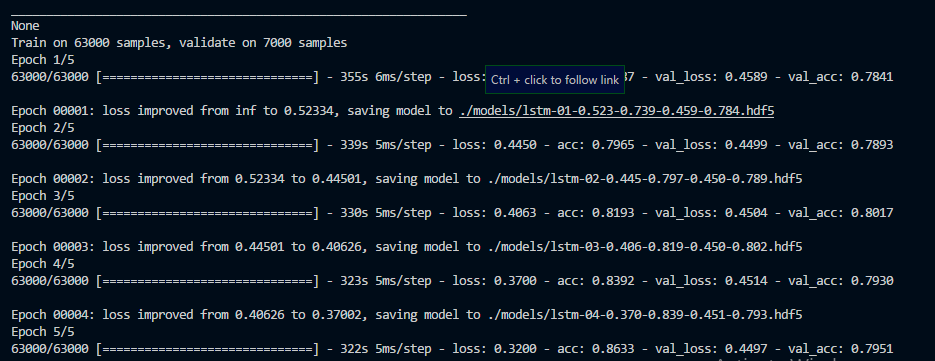 None
Train on 63000 samples, validate on 7000 samples
Epoch 1/5
63000/63000 [==============================] - 355s 6ms/step - loss: Ctrl + click to follow link 37 - val_loss: 0.4589 - val_acc: 0.7841
Epoch 00001: loss improved from inf to 0.52334, saving model to ./models/lstm-01-0.523-0.739-0.459-0.784.hdf5
Epoch 2/5
63000/63000 [==============================] - 339s 5ms/step - loss: 0.4450 - acc: 0.7965 - val_loss: 0.4499 - val_acc: 0.7893
Epoch 00002: loss improved from 0.52334 to 0.44501, saving model to ./models/lstm-02-0.445-0.797-0.450-0.789.hdf5
Epoch 3/5
63000/63000 [==============================] - 330s 5ms/step - loss: 0.4063 - acc: 0.8193 - val_loss: 0.4504 - val_acc: 0.8017
Epoch 00003: loss improved from 0.44501 to 0.40626, saving model to ./models/lstm-03-0.406-0.819-0.450-0.802.hdf5
Epoch 4/5
63000/63000 [==============================] - 323s 5ms/step - loss: 0.3700 - acc: 0.8392 - val_loss: 0.4514 - val_acc: 0.7930
Epoch 00004: loss improved from 0.40626 to 0.37002, saving model to ./models/lstm-04-0.370-0.839-0.451-0.793.hdf5
Epoch 5/5
63000/63000 [==============================] - 322s 5ms/step - loss: 0.3200 - acc: 0.8633 - val_loss: 0.4497 - val_acc: 0.7951